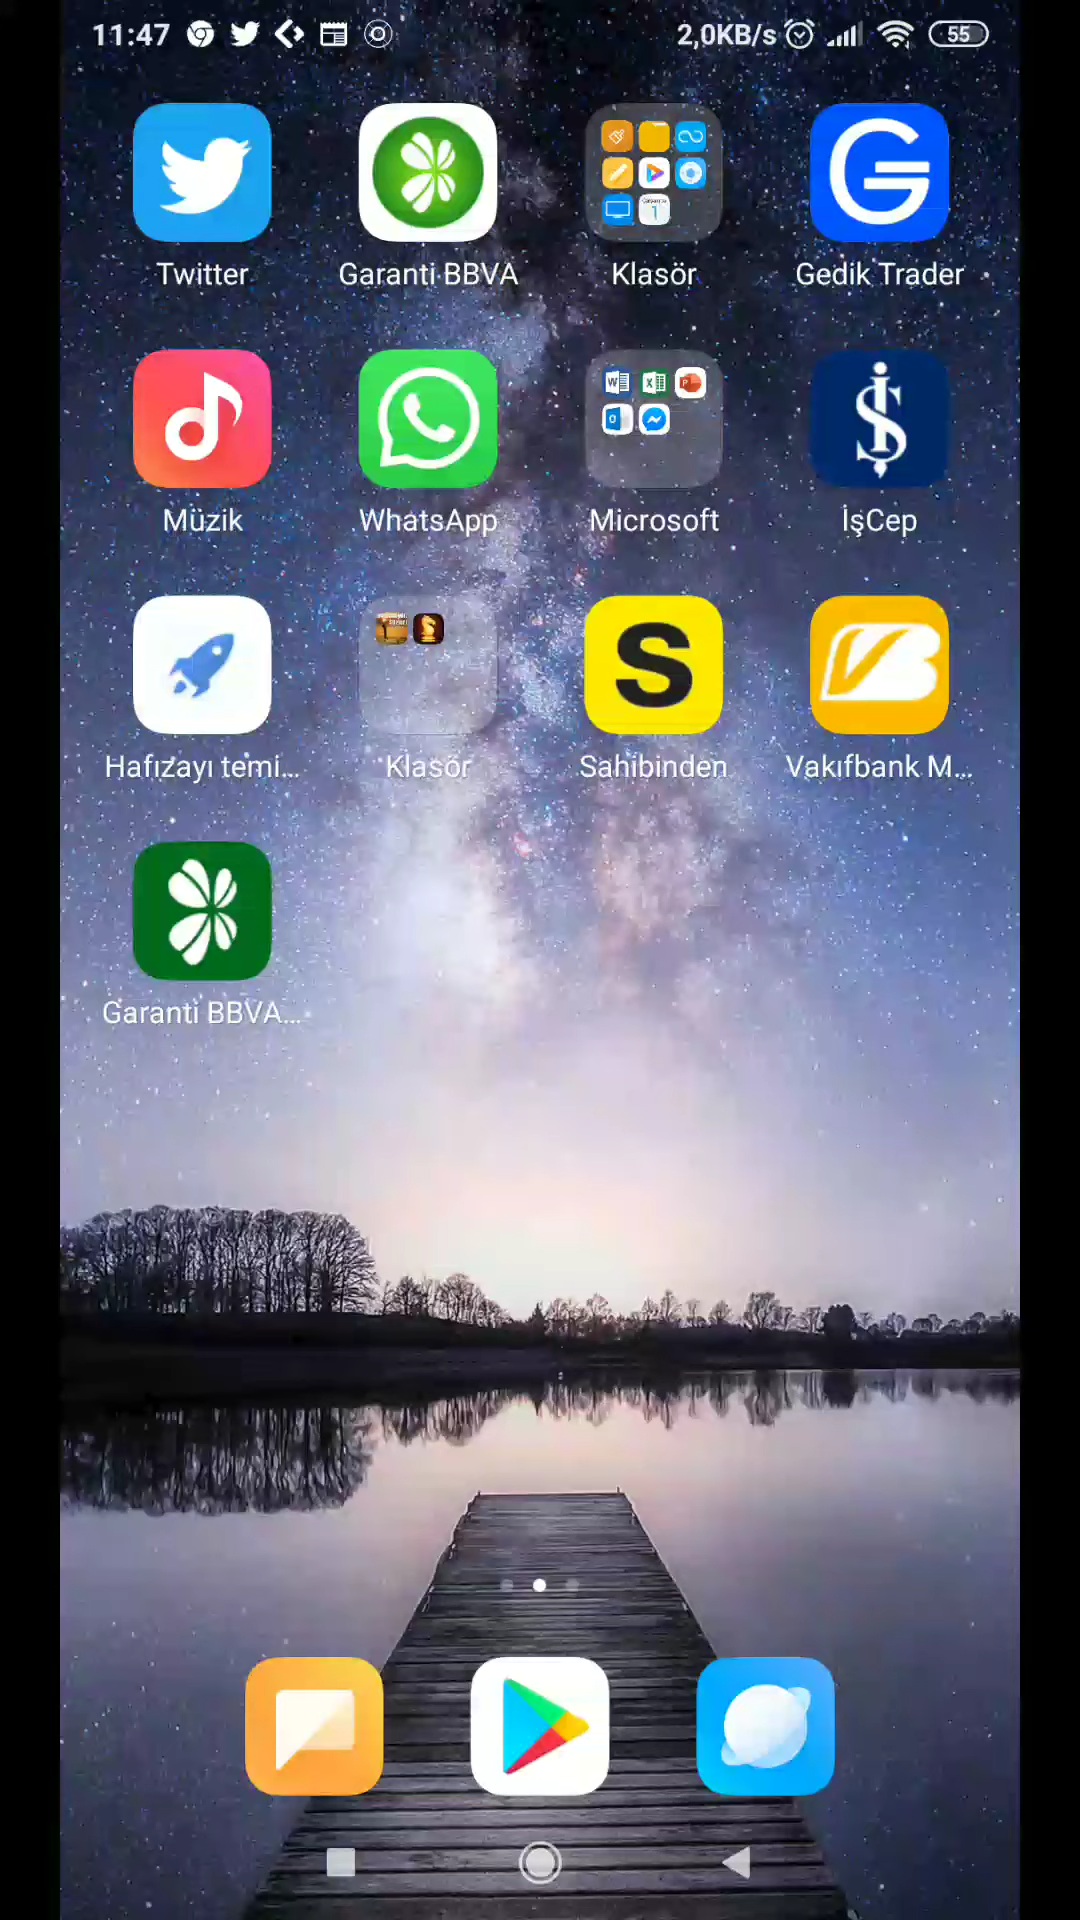 11:47 2,0KB/s 55
Twitter Garanti BBVA Klasör Gedik Trader
Müzik WhatsApp Microsoft İşCep
Hafızayı temi... Klasör Sahibinden Vakıfbank M...
Garanti BBVA...